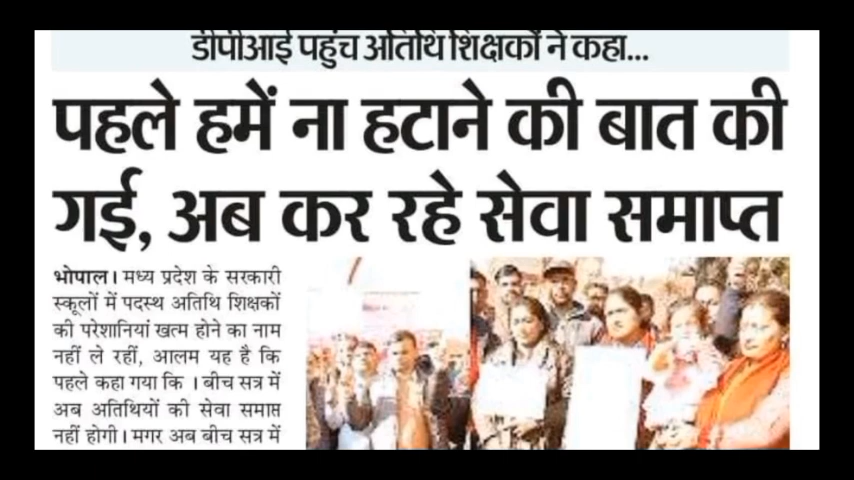 डीपीआई पहुंच अतिथि शिक्षकों ने कहा...
पहले हमें ना हटाने की बात की
गई, अब कर रहे सेवा समाप्त
भोपाल। मध्य प्रदेश के सरकारी
स्कूलों में पदस्थ अतिथि शिक्षकों
की परेशानियां खत्म होने का नाम
नहीं ले रहीं, आलम यह है कि
पहले कहा गया कि । बीच सत्र में
अब अतिथियों की सेवा समाप्त
नहीं होगी। मगर अब बीच सत्र में